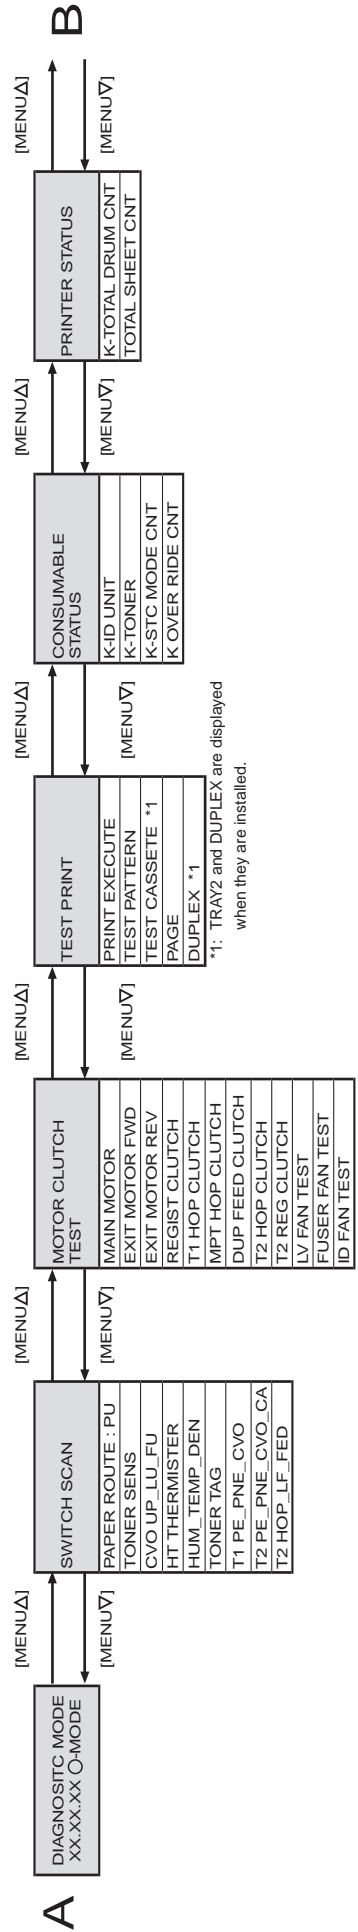 A
DIAGNOSITC MODE
XX.XX.XX O-MODE
[MENU△]
[MENU▽]
SWITCH SCAN
PAPER ROUTE : PU
TONER SENS
CVO UP_LU_FU
HT THERMISTER
HUM_TEMP_DEN
TONER TAG
T1 PE_PNE_CVO
T2 PE_PNE_CVO_CA
T2 HOP_LF_FED
[MENU△]
[MENU▽]
MOTOR CLUTCH
TEST
MAIN MOTOR
EXIT MOTOR FWD
EXIT MOTOR REV
REGIST CLUTCH
T1 HOP CLUTCH
MPT HOP CLUTCH
DUP FEED CLUTCH
T2 HOP CLUTCH
T2 REG CLUTCH
LV FAN TEST
FUSER FAN TEST
ID FAN TEST
[MENU△]
[MENU▽]
TEST PRINT
PRINT EXECUTE
TEST PATTERN
TEST CASSETE *1
PAGE
DUPLEX *1
*1: TRAY2 and DUPLEX are displayed
when they are installed.
[MENU△]
[MENU▽]
CONSUMABLE
STATUS
K-ID UNIT
K-TONER
K-STC MODE CNT
K OVER RIDE CNT
[MENU△]
[MENU▽]
PRINTER STATUS
K-TOTAL DRUM CNT
TOTAL SHEET CNT
[MENU△]
[MENU▽]
B